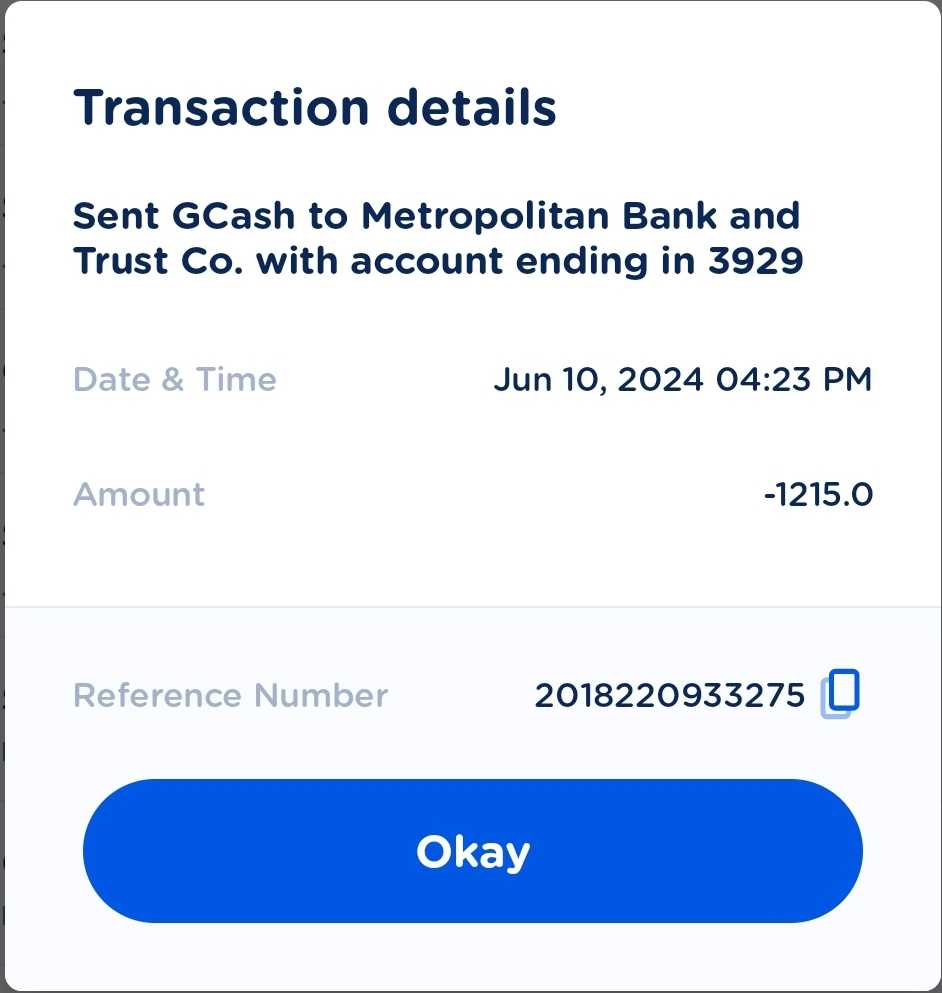 Transaction details
Sent GCash to Metropolitan Bank and
Trust Co. with account ending in 3929
Date & Time Jun 10, 2024 04:23 PM
Amount -1215.0
Reference Number 2018220933275
Okay